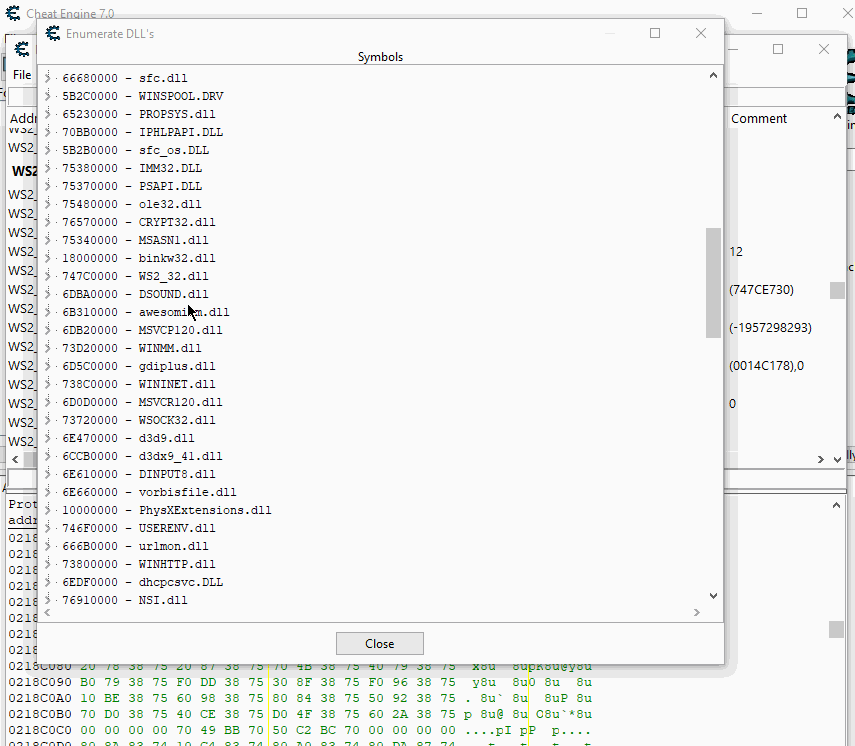 Cheat Engine 7.0
Enumerate DLL's
Symbols
File
66680000 - sfc.dll
5B2C0000 - WINSPOOL.DRV
65230000 - PROPSYS.dll
70BB0000 - IPHLPAPI.DLL
5B2B0000 - sfc_os.DLL
75380000 - IMM32.DLL
75370000 - PSAPI.DLL
75480000 - ole32.dll
76570000 - CRYPT32.dll
75340000 - MSASN1.dll
18000000 - binkw32.dll
747C0000 - WS2_32.dll
6DBA0000 - DSOUND.dll
6B310000 - awesomium.dll
6DB20000 - MSVCP120.dll
73D20000 - WINMM.dll
6D5C0000 - gdiplus.dll
738C0000 - WININET.dll
6D0D0000 - MSVCR120.dll
73720000 - WSOCK32.dll
6E470000 - d3d9.dll
6CCB0000 - d3dx9_41.dll
6E610000 - DINPUT8.dll
6E660000 - vorbisfile.dll
10000000 - PhysXExtensions.dll
746F0000 - USERENV.dll
666B0000 - urlmon.dll
73800000 - WINHTTP.dll
6EDF0000 - dhcpcsvc.DLL
76910000 - NSI.dll
Close
Addr
WS2_
WS2_
WS2
WS2_
WS2_
WS2_
WS2_
WS2_
WS2_
WS2_
WS2_
WS2_
WS2_
WS2_
WS2_
WS2_
WS2_
Comment
12
(747CE730)
(-1957298293)
(0014C178),0
0
Prot
addr
0218
0218
0218
0218
0218
0218
0218
0218
0218C080 20 78 38 75 20 87 38 75 70 4B 38 75 40 79 38 75 x8u 8upK8u@y8u
0218C090 B0 79 38 75 F0 DD 38 75 30 8F 38 75 F0 96 38 75 y8u 8u0 8u 8u
0218C0A0 10 BE 38 75 60 98 38 75 80 84 38 75 50 92 38 75 . 8u` 8u 8uP 8u
0218C0B0 70 D0 38 75 40 CE 38 75 D0 4F 38 75 60 2A 38 75 p 8u@ 8u O8u`*8u
0218C0C0 00 00 00 00 70 49 BB 70 50 C2 BC 70 00 00 00 00 ....pI pP p....